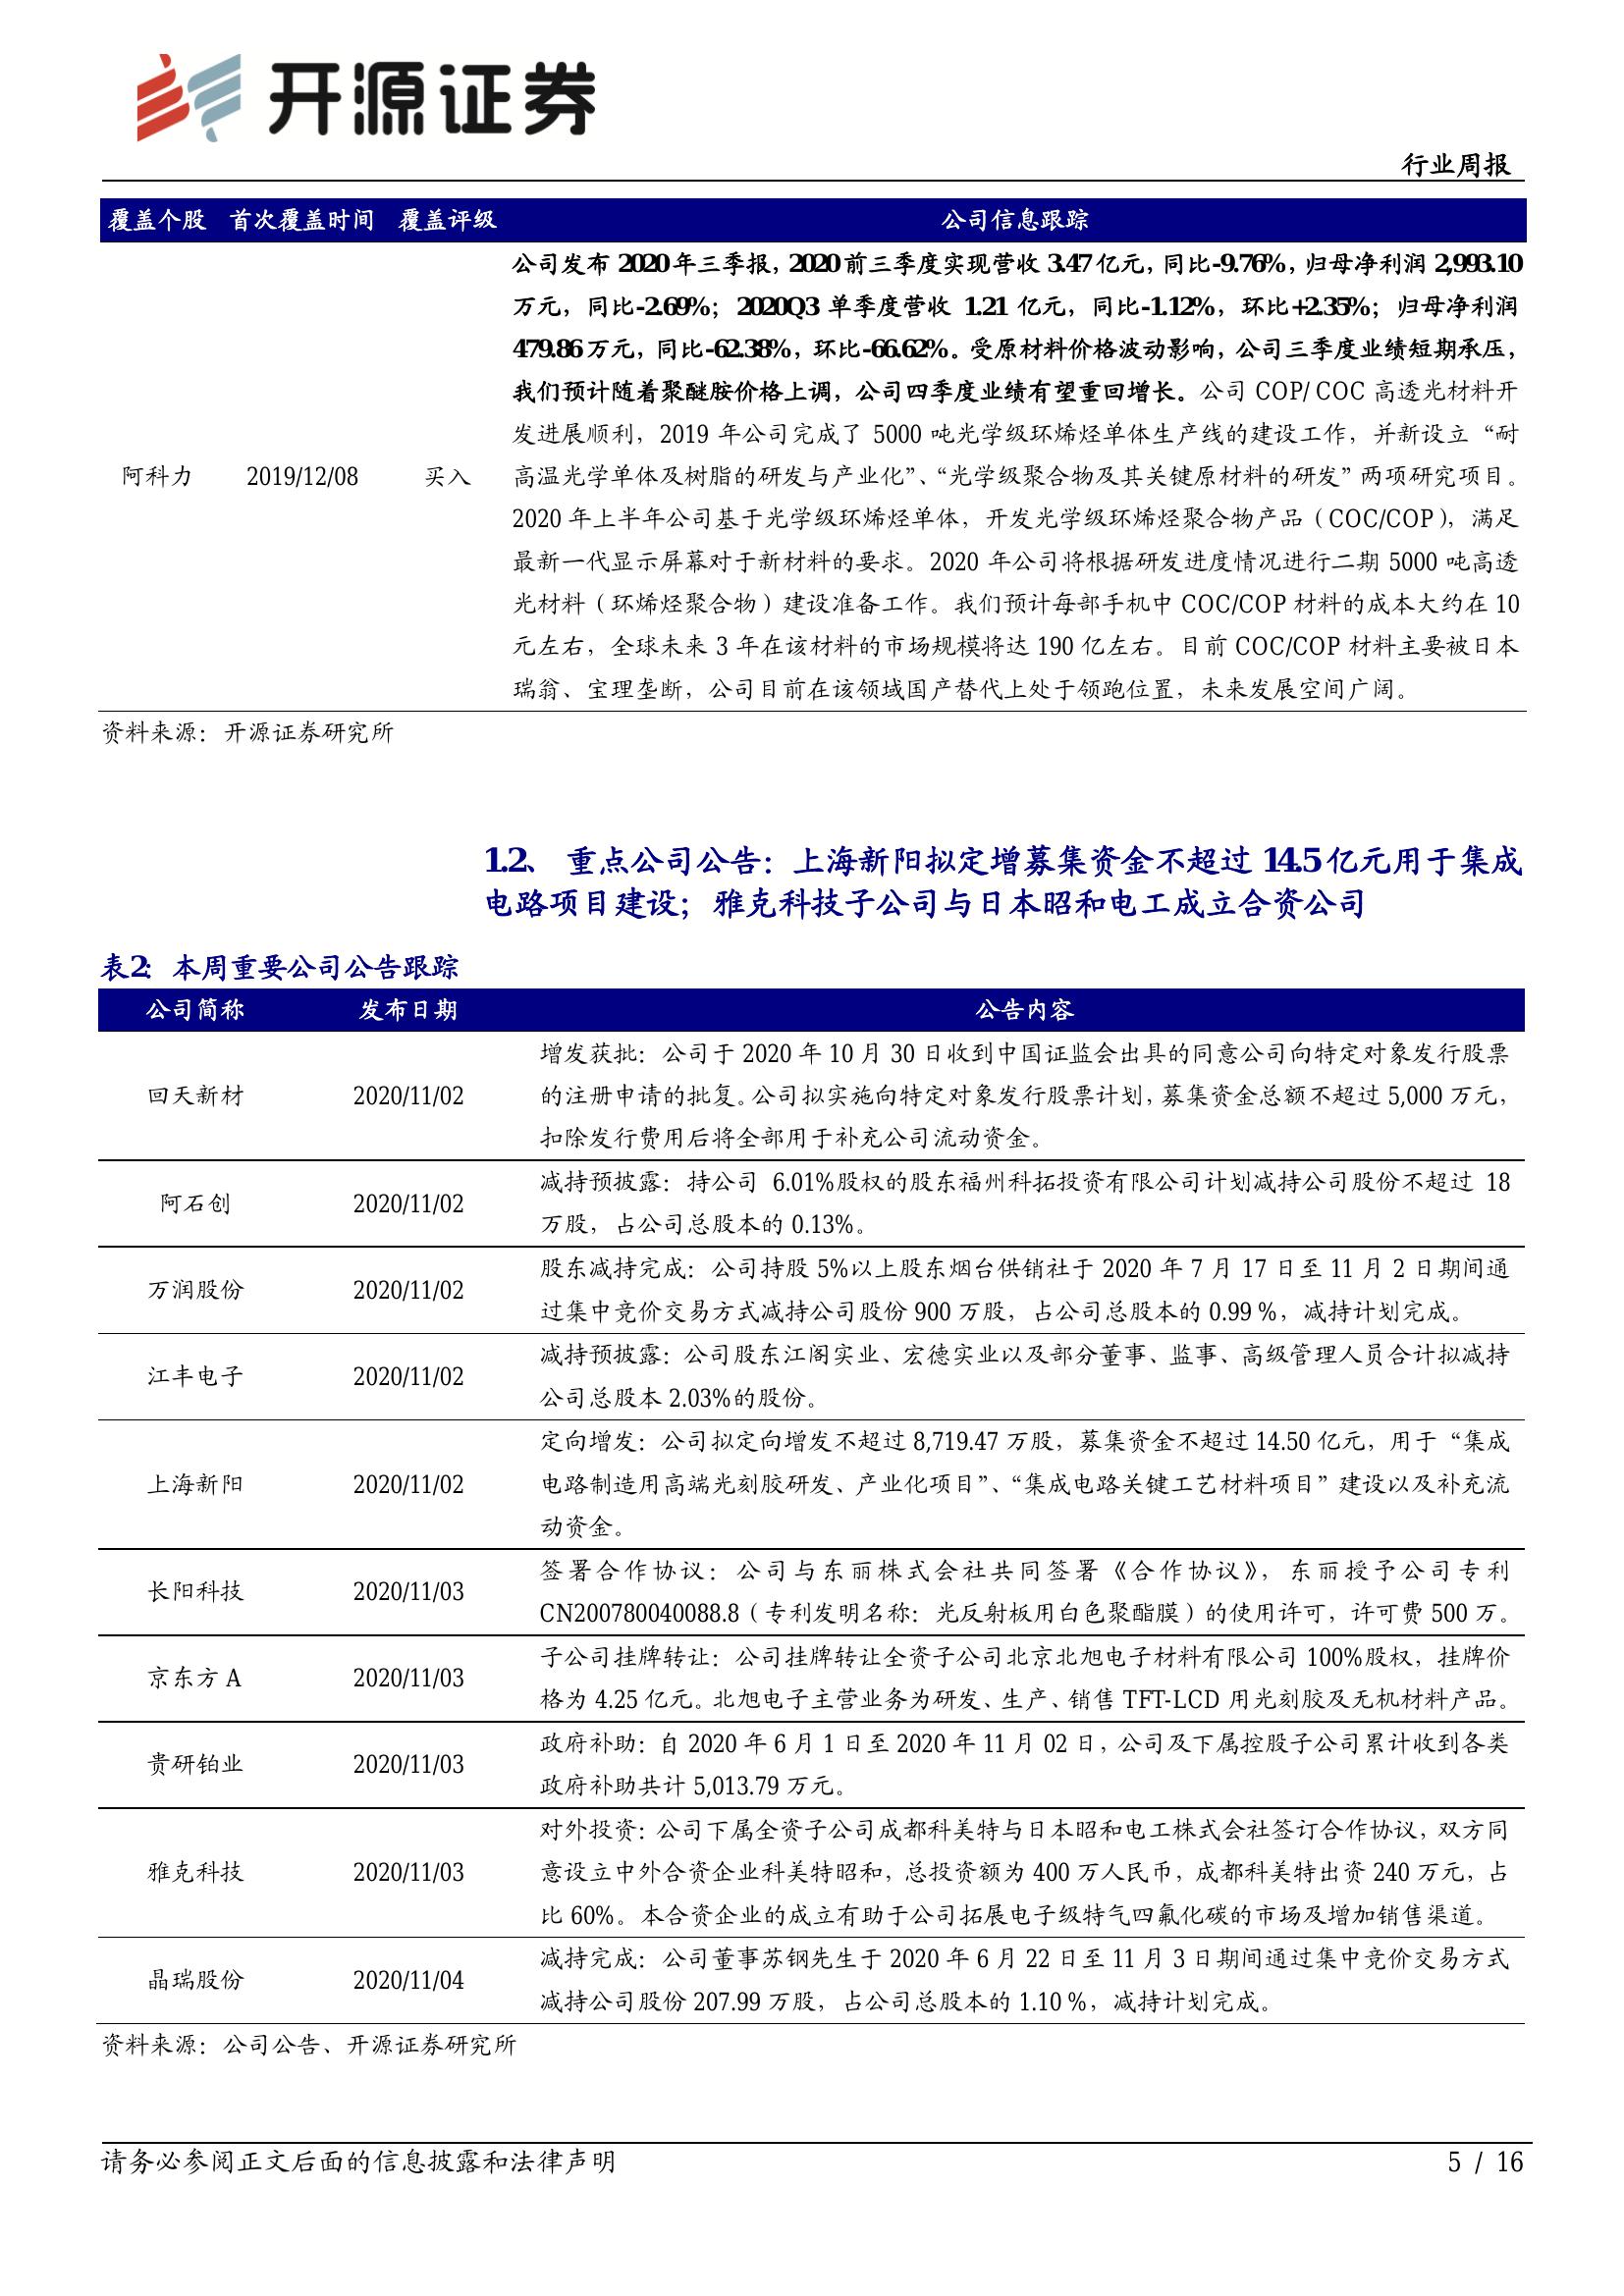 开源证券
行业周报
覆盖个股 首次覆盖时间 覆盖评级 公司信息跟踪
公司发布 2020 年三季报，2020 前三季度实现营收 3.47 亿元，同比-9.76%，归母净利润 2,993.10
万元，同比-2.69%；2020Q3 单季度营收 1.21 亿元，同比-1.12%，环比+2.35%；归母净利润
479.86 万元，同比-62.38%，环比-66.62%。受原材料价格波动影响，公司三季度业绩短期承压，
我们预计随着聚醚胺价格上调，公司四季度业绩有望重回增长。公司 COP/ COC 高透光材料开
发进展顺利，2019 年公司完成了 5000 吨光学级环烯烃单体生产线的建设工作，并新设立“耐
阿科力 2019/12/08 买入 高温光学单体及树脂的研发与产业化”、“光学级聚合物及其关键原材料的研发”两项研究项目。
2020 年上半年公司基于光学级环烯烃单体，开发光学级环烯烃聚合物产品（COC/COP），满足
最新一代显示屏幕对于新材料的要求。2020 年公司将根据研发进度情况进行二期 5000 吨高透
光材料（环烯烃聚合物）建设准备工作。我们预计每部手机中 COC/COP 材料的成本大约在 10
元左右，全球未来 3 年在该材料的市场规模将达 190 亿左右。目前 COC/COP 材料主要被日本
瑞翁、宝理垄断，公司目前在该领域国产替代上处于领跑位置，未来发展空间广阔。
资料来源：开源证券研究所
1.2、 重点公司公告：上海新阳拟定增募集资金不超过 14.5 亿元用于集成
电路项目建设；雅克科技子公司与日本昭和电工成立合资公司
表2：本周重要公司公告跟踪
公司简称 发布日期 公告内容
增发获批：公司于 2020 年 10 月 30 日收到中国证监会出具的同意公司向特定对象发行股票
回天新材 2020/11/02 的注册申请的批复。公司拟实施向特定对象发行股票计划，募集资金总额不超过 5,000 万元，
扣除发行费用后将全部用于补充公司流动资金。
减持预披露：持公司 6.01%股权的股东福州科拓投资有限公司计划减持公司股份不超过 18
阿石创 2020/11/02
万股，占公司总股本的 0.13%。
股东减持完成：公司持股 5%以上股东烟台供销社于 2020 年 7 月 17 日至 11 月 2 日期间通
万润股份 2020/11/02
过集中竞价交易方式减持公司股份 900 万股，占公司总股本的 0.99 %，减持计划完成。
减持预披露：公司股东江阁实业、宏德实业以及部分董事、监事、高级管理人员合计拟减持
江丰电子 2020/11/02
公司总股本 2.03%的股份。
定向增发：公司拟定向增发不超过 8,719.47 万股，募集资金不超过 14.50 亿元，用于“集成
上海新阳 2020/11/02 电路制造用高端光刻胶研发、产业化项目”、“集成电路关键工艺材料项目”建设以及补充流
动资金。
签署合作协议：公司与东丽株式会社共同签署《合作协议》，东丽授予公司专利
长阳科技 2020/11/03
CN200780040088.8（专利发明名称：光反射板用白色聚酯膜）的使用许可，许可费 500 万。
子公司挂牌转让：公司挂牌转让全资子公司北京北旭电子材料有限公司 100%股权，挂牌价
京东方 A 2020/11/03
格为 4.25 亿元。北旭电子主营业务为研发、生产、销售 TFT-LCD 用光刻胶及无机材料产品。
政府补助：自 2020 年 6 月 1 日至 2020 年 11 月 02 日，公司及下属控股子公司累计收到各类
贵研铂业 2020/11/03
政府补助共计 5,013.79 万元。
对外投资：公司下属全资子公司成都科美特与日本昭和电工株式会社签订合作协议，双方同
雅克科技 2020/11/03 意设立中外合资企业科美特昭和，总投资额为 400 万人民币，成都科美特出资 240 万元，占
比 60%。本合资企业的成立有助于公司拓展电子级特气四氟化碳的市场及增加销售渠道。
减持完成：公司董事苏钢先生于 2020 年 6 月 22 日至 11 月 3 日期间通过集中竞价交易方式
晶瑞股份 2020/11/04
减持公司股份 207.99 万股，占公司总股本的 1.10 %，减持计划完成。
资料来源：公司公告、开源证券研究所
请务必参阅正文后面的信息披露和法律声明 5 / 16